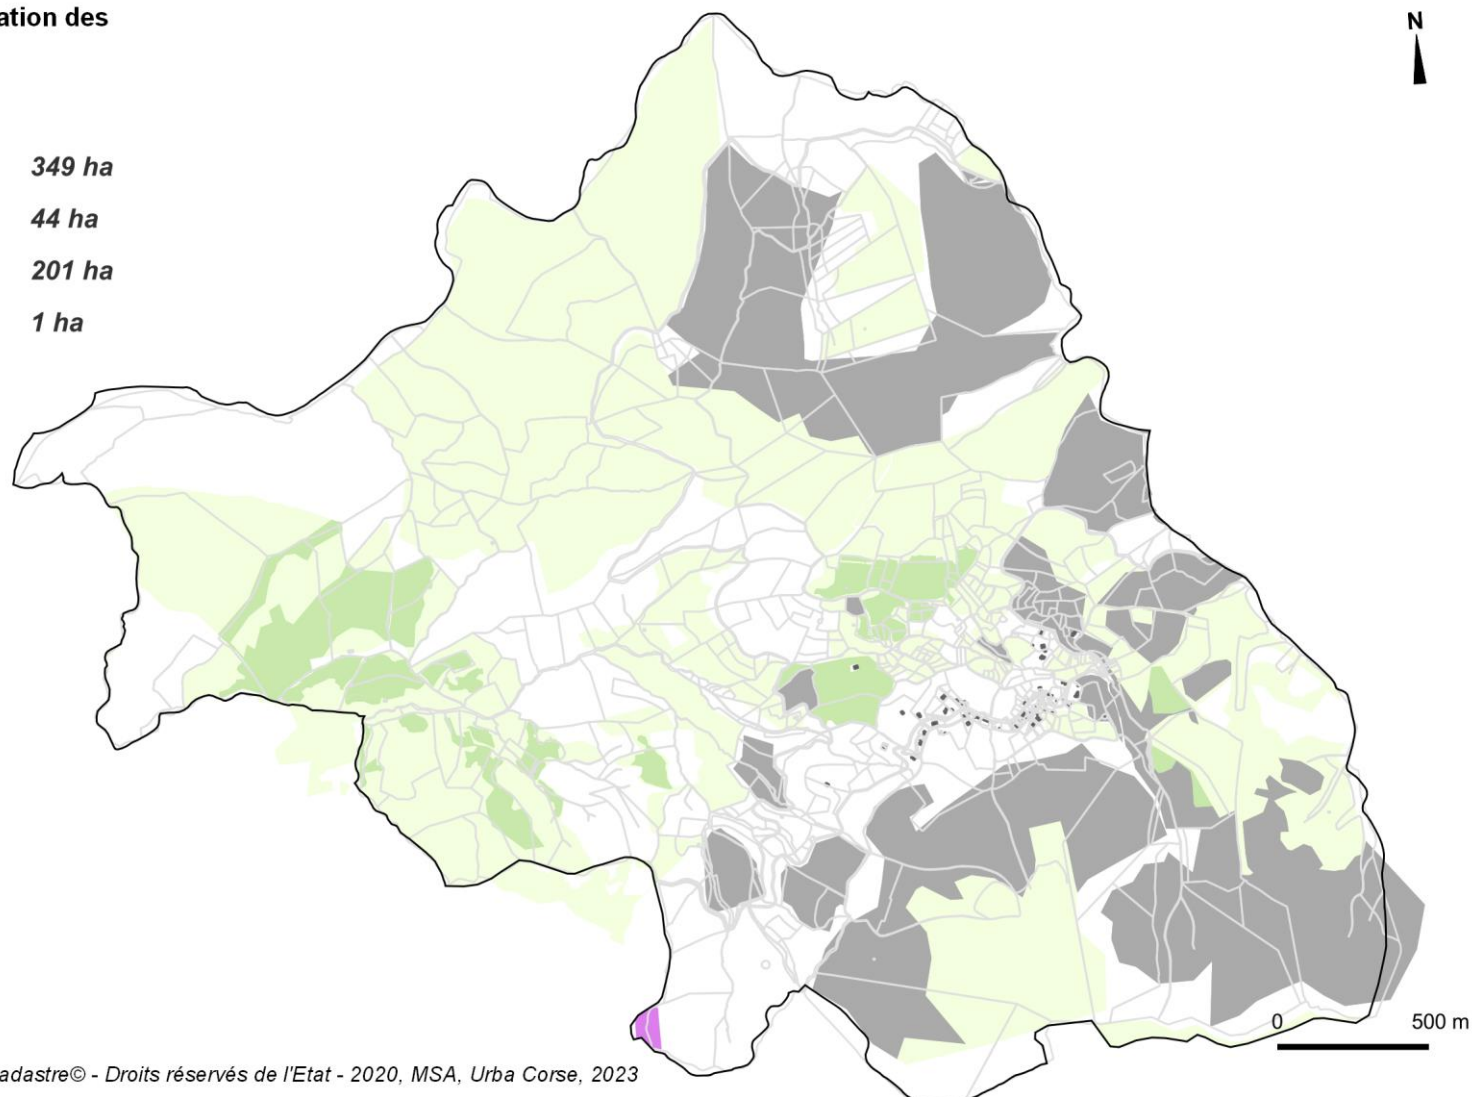 ation des
N
349 ha
44 ha
201 ha
1 ha
0 500 m
adastre© - Droits réservés de l'Etat - 2020, MSA, Urba Corse, 2023